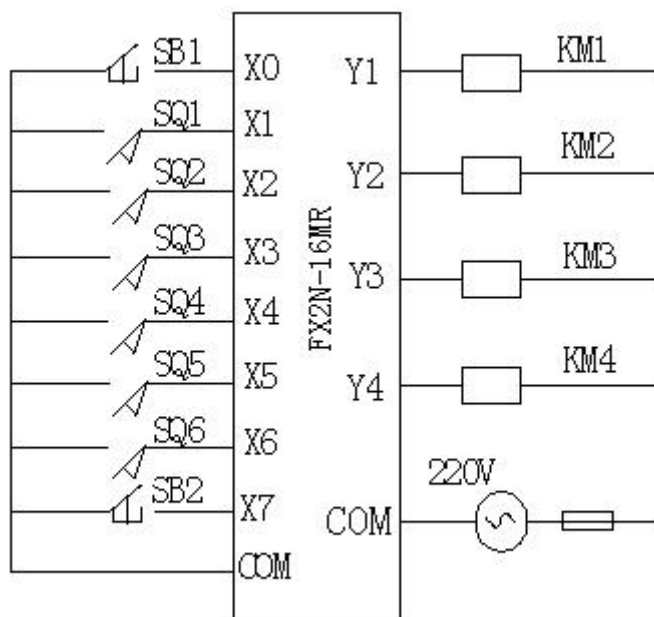 SB1 X0 Y1 KM1
SQ1 X1
SQ2 X2 Y2 KM2
SQ3 X3 Y3 KM3
SQ4 X4
SQ5 X5 Y4 KM4
SQ6 X6
SB2 X7 COM 220V
COM
FX2N-16MR